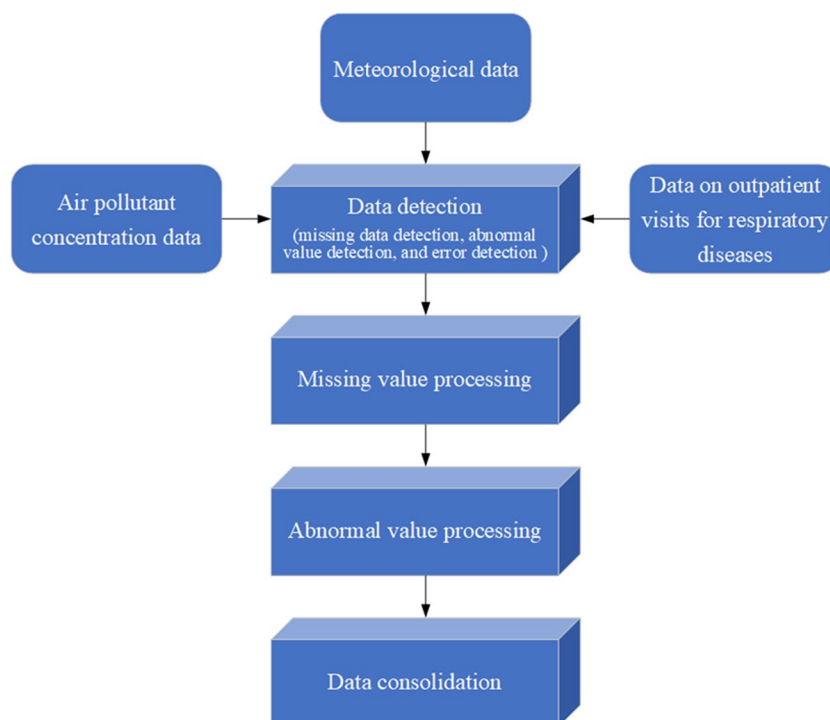 Meteorological data
Air pollutant
concentration data
Data detection
(missing data detection, abnormal
value detection, and error detection )
Data on outpatient
visits for respiratory
diseases
Missing value processing
Abnormal value processing
Data consolidation